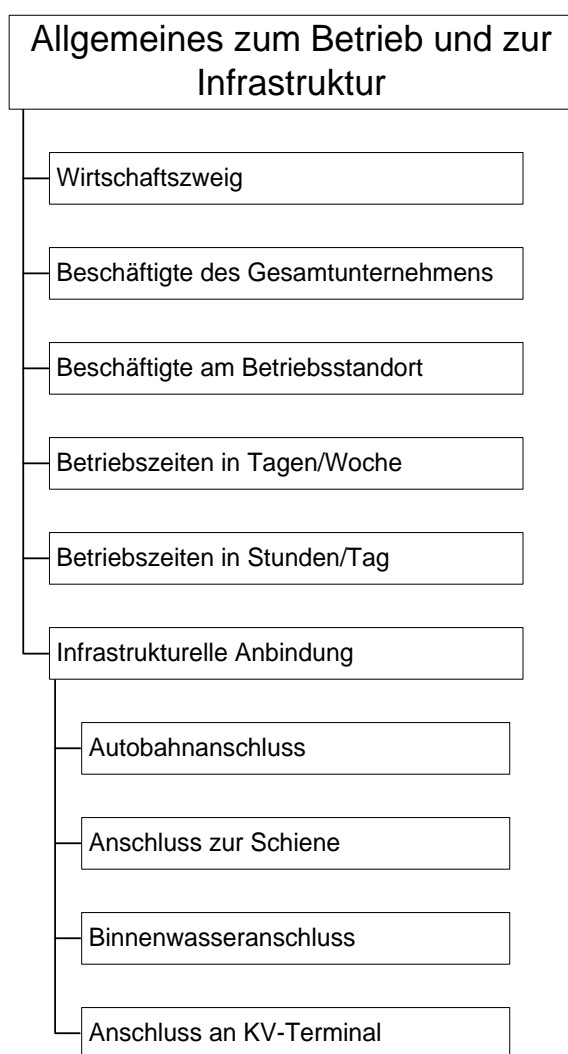 Allgemeines zum Betrieb und zur
Infrastruktur
Wirtschaftszweig
Beschäftigte des Gesamtunternehmens
Beschäftigte am Betriebsstandort
Betriebszeiten in Tagen/Woche
Betriebszeiten in Stunden/Tag
Infrastrukturelle Anbindung
Autobahnanschluss
Anschluss zur Schiene
Binnenwasseranschluss
Anschluss an KV-Terminal